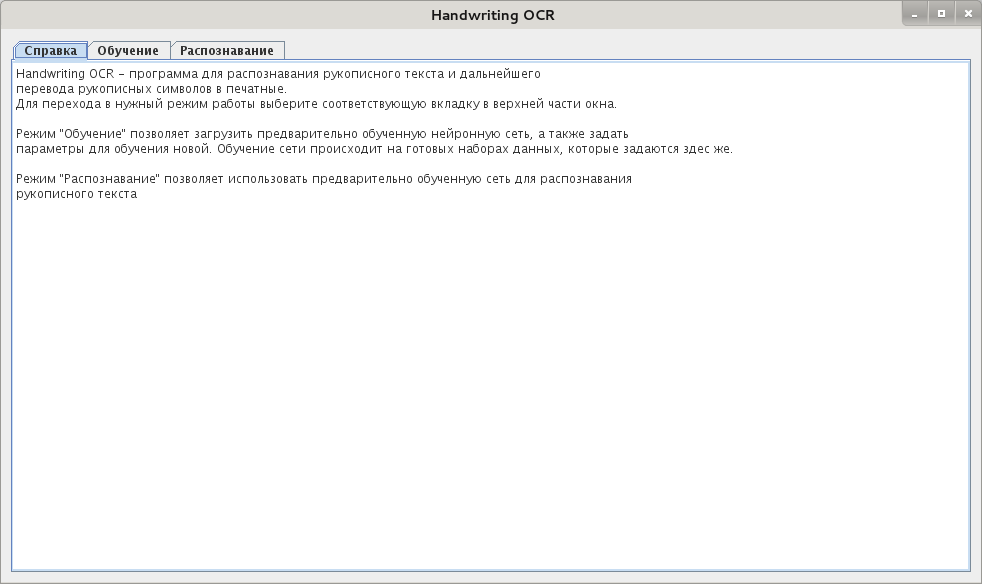 Handwriting OCR
Справка Обучение Распознавание
Handwriting OCR – программа для распознавания рукописного текста и дальнейшего
перевода рукописных символов в печатные.
Для перехода в нужный режим работы выберите соответствующую вкладку в верхней части окна.
Режим "Обучение" позволяет загрузить предварительно обученную нейронную сеть, а также задать
параметры для обучения новой. Обучение сети происходит на готовых наборах данных, которые задаются здес же.
Режим "Распознавание" позволяет использовать предварительно обученную сеть для распознавания
рукописного текста